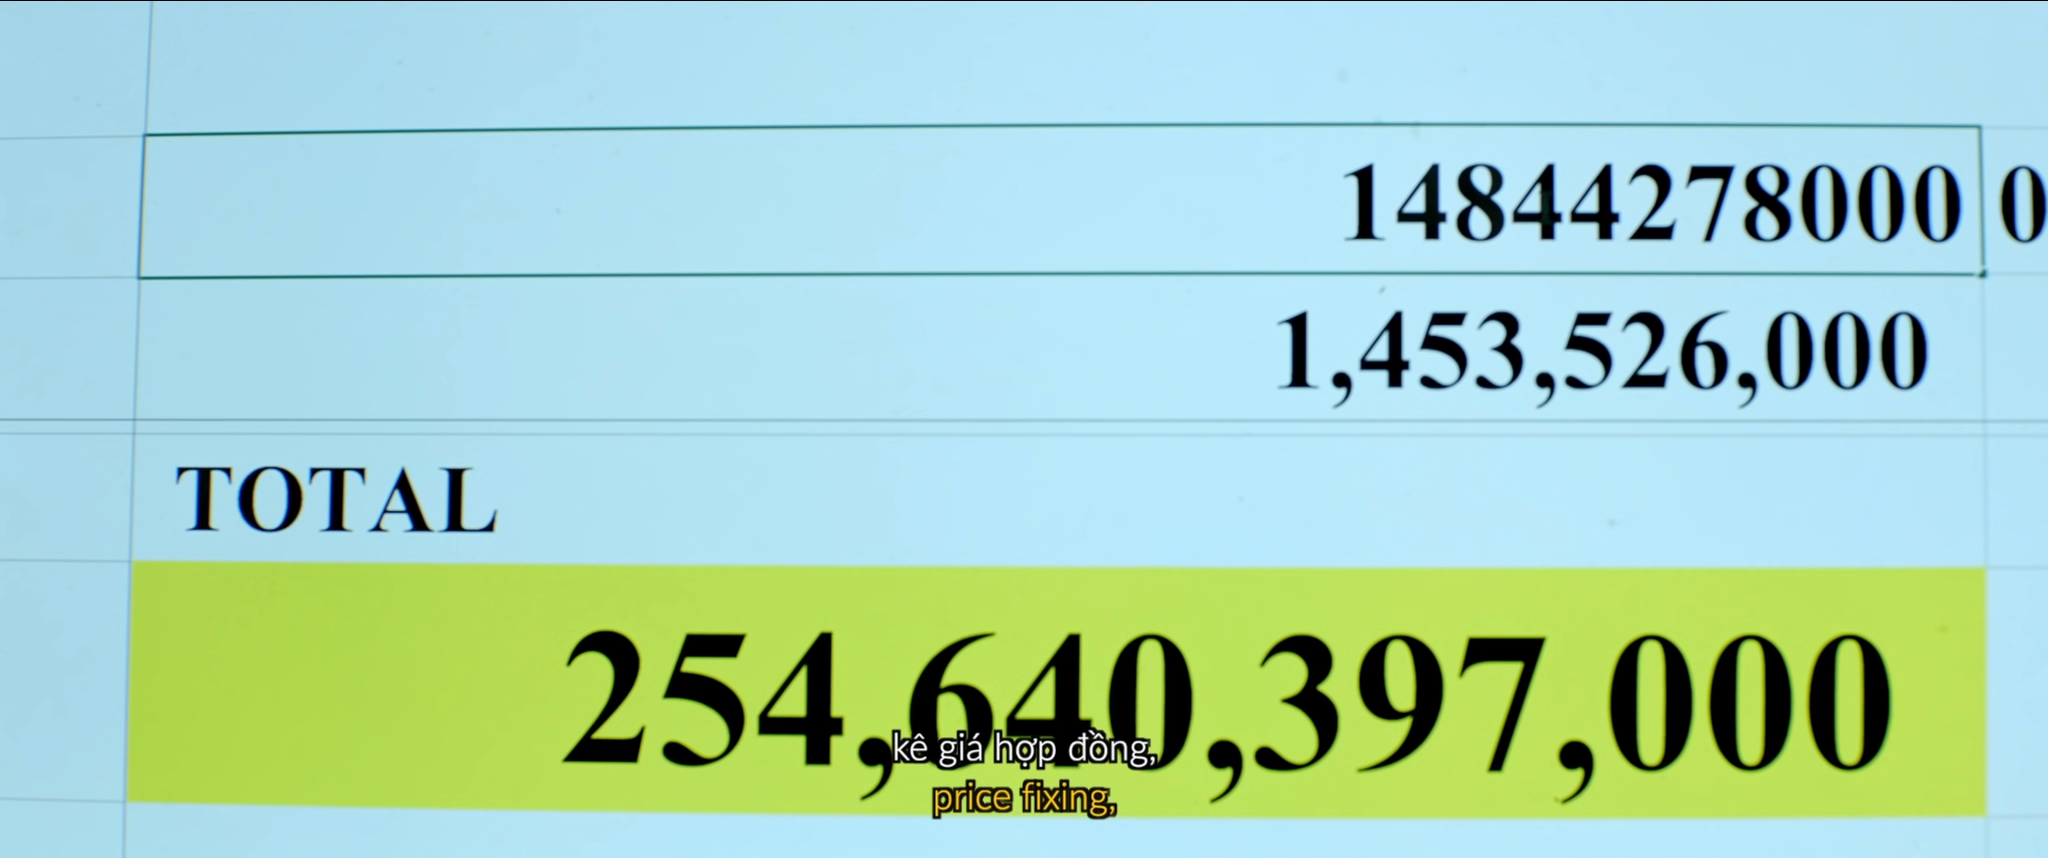 14844278000 0
1,453,526,000
TOTAL
254,640,397,000
kê giá hợp đồng,
price fixing,